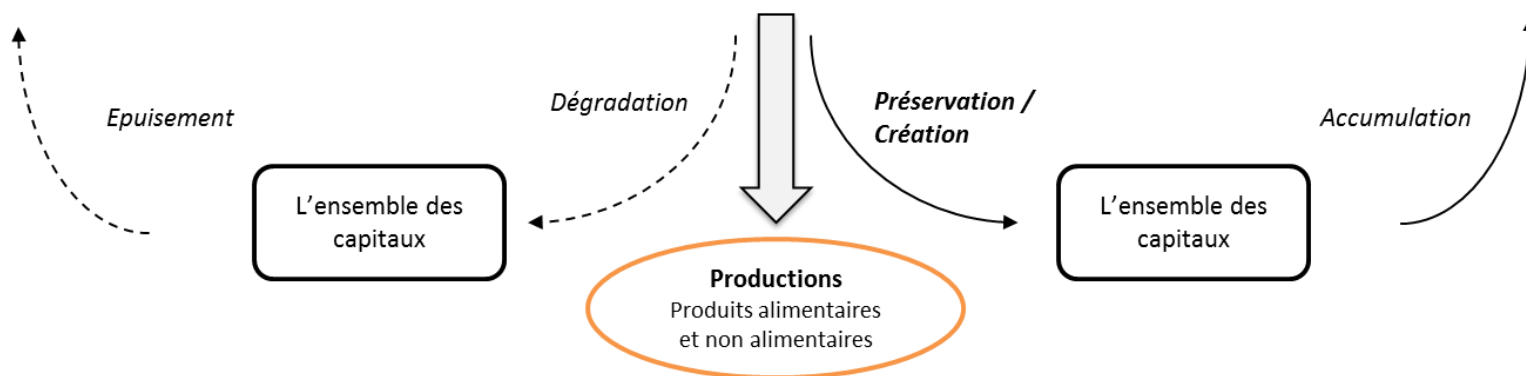 Epuisement
Dégradation
Préservation /
Création
Accumulation
L’ensemble des
capitaux
L’ensemble des
capitaux
Productions
Produits alimentaires
et non alimentaires